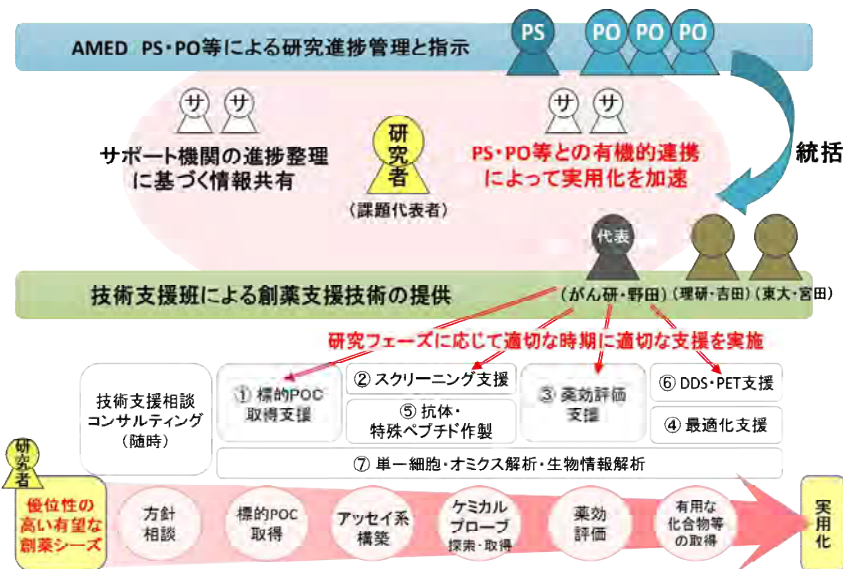 AMED PS・PO等による研究進捗管理と指示
PS
PO
PO
PO
サ
サ
サ
サ
サポート機関の進捗整理
に基づく情報共有
研究者
(課題代表者)
PS・PO等との有機的連携
によって実用化を加速
統括
代表
技術支援班による創薬支援技術の提供
(がん研・野田)
(理研・吉田)
(東大・宮田)
研究フェーズに応じて適切な時期に適切な支援を実施
技術支援相談
コンサルティング
(随時)
① 標的POC
取得支援
② スクリーニング支援
⑤ 抗体・
特殊ペプチド作製
③ 薬効評価
支援
⑥ DDS・PET支援
④ 最適化支援
⑦ 単一細胞・オミクス解析・生物情報解析
研究者
優位性の
高い有望な
創薬シーズ
方針
相談
標的POC
取得
アッセイ系
構築
ケミカル
プローブ
探索・取得
薬効
評価
有用な
化合物等
の取得
実用化